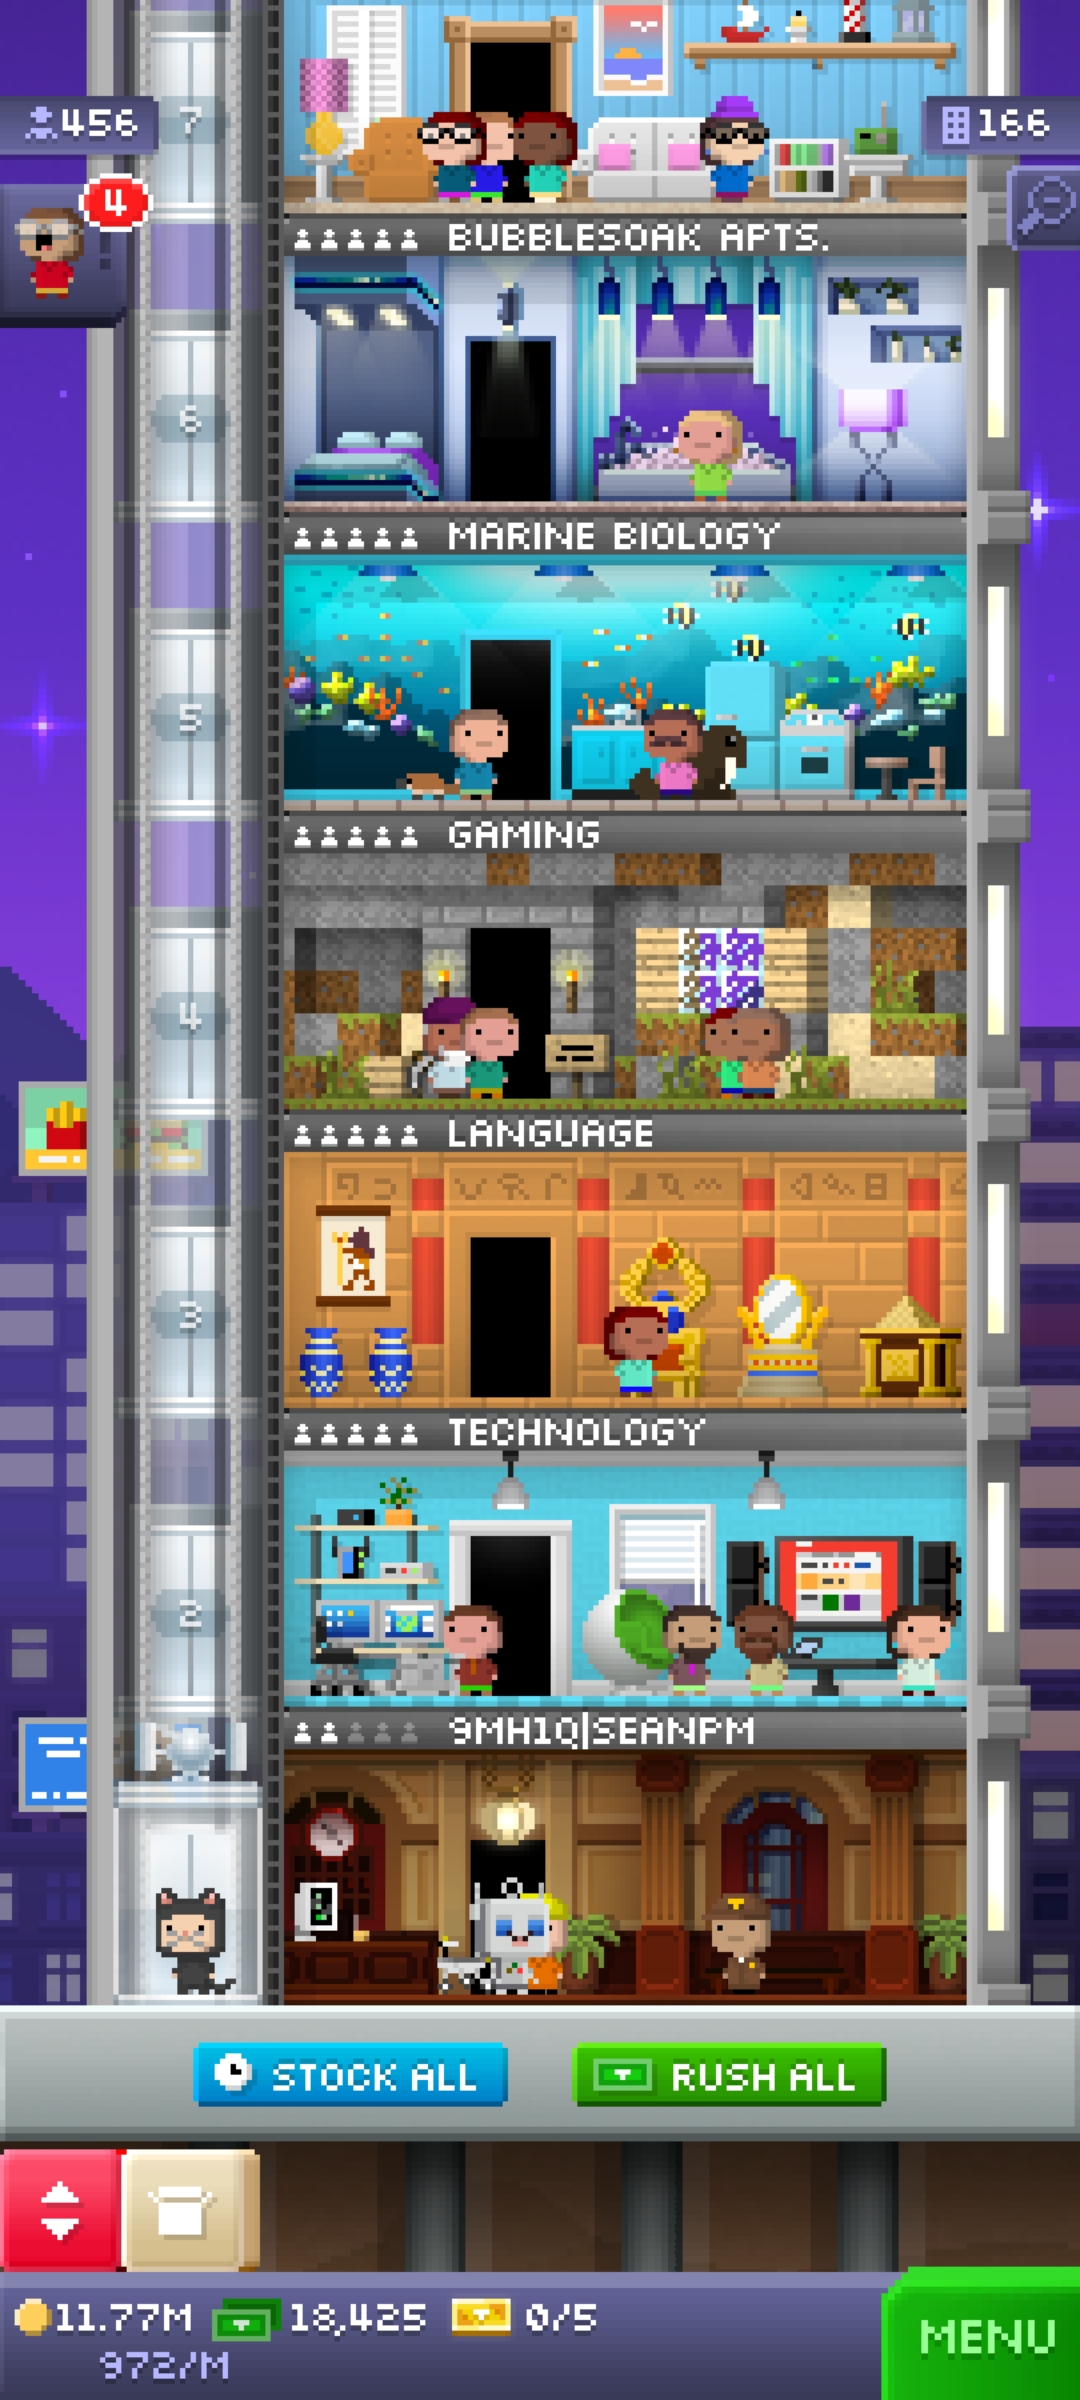 7
456
166
4
BUBBLESOAK APTS.
6
MARINE BIOLOGY
5
GAMING
4
LANGUAGE
3
TECHNOLOGY
2
9MH1Q|SEANPM
STOCK ALL
RUSH ALL
11.77M
18,425
0/5
972/M
MENU